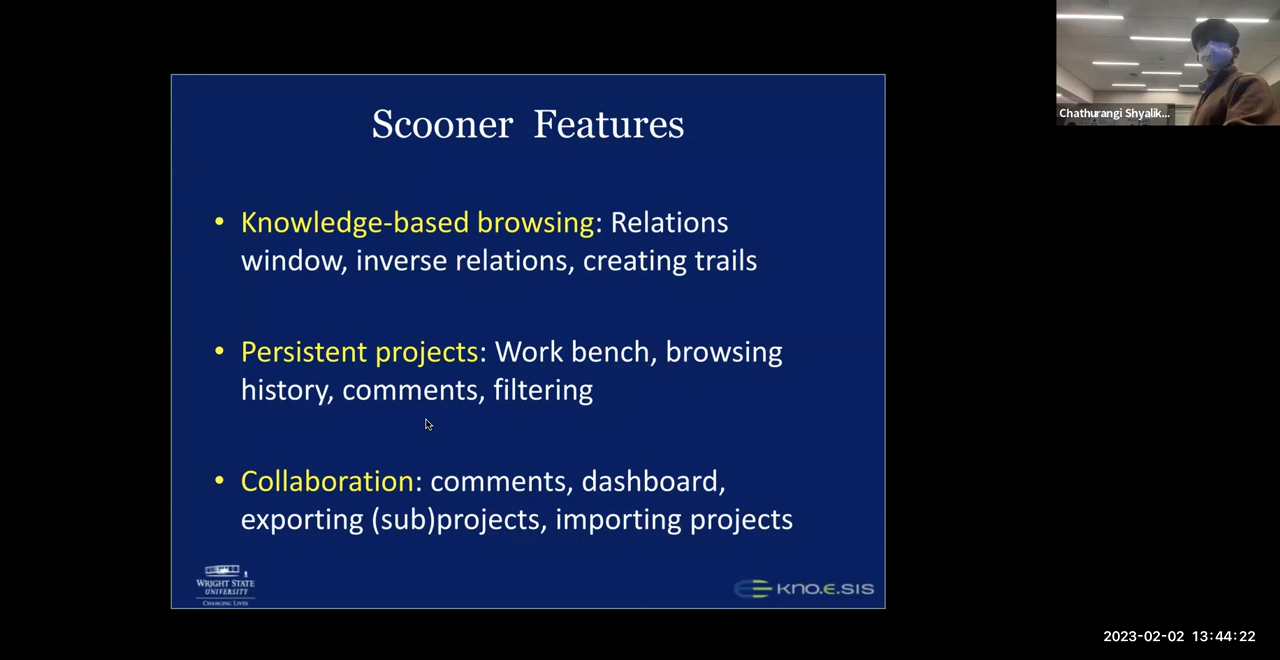 Scooner Features
• Knowledge-based browsing: Relations
window, inverse relations, creating trails
• Persistent projects: Work bench, browsing
history, comments, filtering
• Collaboration: comments, dashboard,
exporting (sub)projects, importing projects
WRIGHT STATE
UNIVERSITY
CHANGING LIVES
kno.e.sis
Chathurangi Shyalik...
2023-02-02 13:44:22